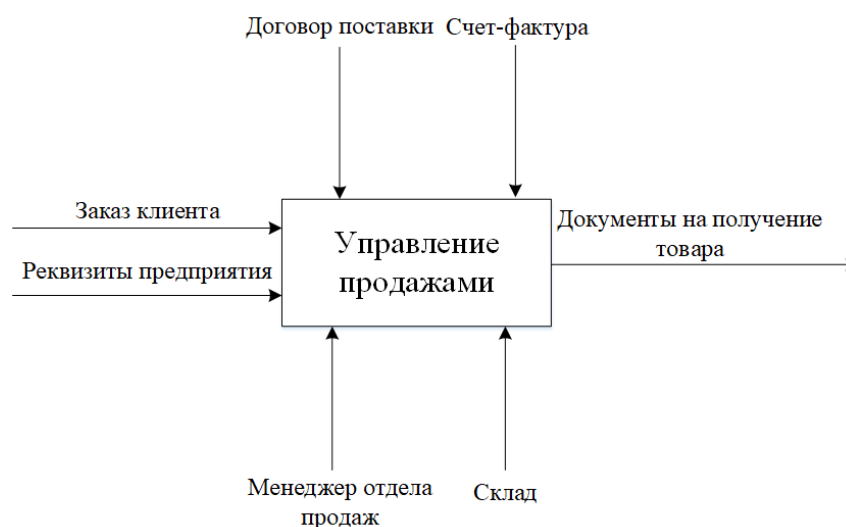 Договор поставки Счет-фактура
Заказ клиента
Реквизиты предприятия
Управление
продажами
Документы на получение
товара
Менеджер отдела
продаж
Склад